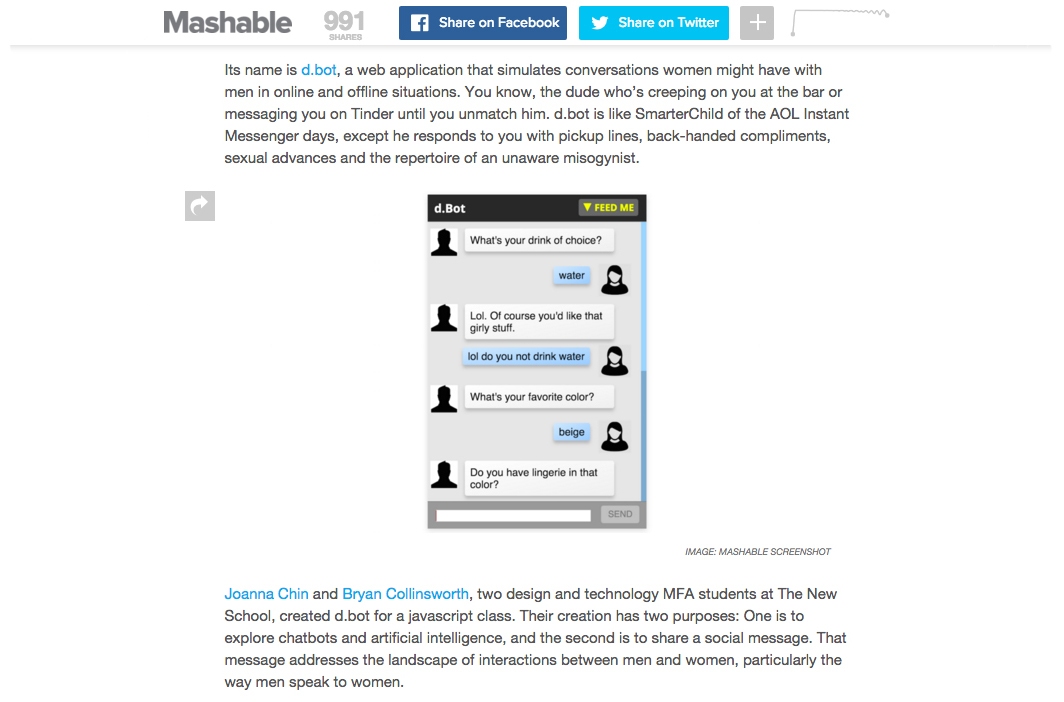 Mashable
991
SHARES
Share on Facebook
Share on Twitter
+
Its name is d.bot, a web application that simulates conversations women might have with
men in online and offline situations. You know, the dude who’s creeping on you at the bar or
messaging you on Tinder until you unmatch him. d.bot is like SmarterChild of the AOL Instant
Messenger days, except he responds to you with pickup lines, back-handed compliments,
sexual advances and the repertoire of an unaware misogynist.
d.Bot
▼ FEED ME
What's your drink of choice?
water
Lol. Of course you'd like that
girly stuff.
lol do you not drink water
What's your favorite color?
beige
Do you have lingerie in that
color?
SEND
IMAGE: MASHABLE SCREENSHOT
Joanna Chin and Bryan Collinsworth, two design and technology MFA students at The New
School, created d.bot for a javascript class. Their creation has two purposes: One is to
explore chatbots and artificial intelligence, and the second is to share a social message. That
message addresses the landscape of interactions between men and women, particularly the
way men speak to women.